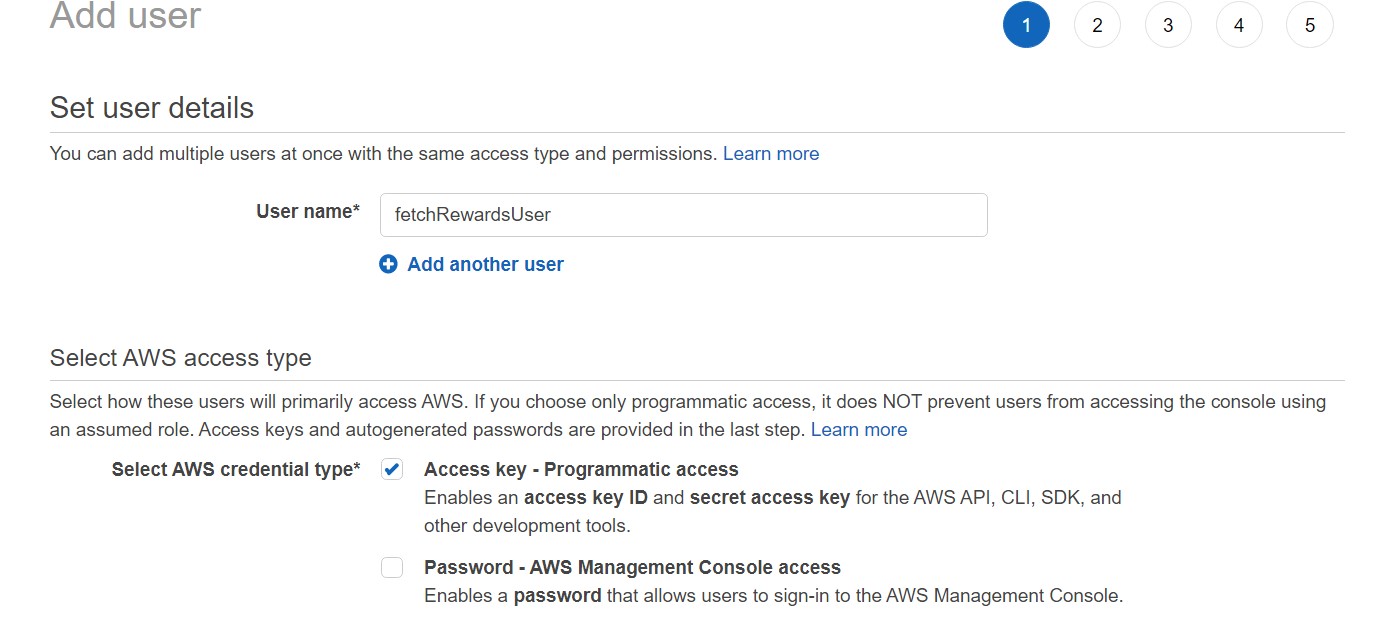 Add user
1 2 3 4 5
Set user details
You can add multiple users at once with the same access type and permissions. Learn more
User name* fetchRewardsUser
Add another user
Select AWS access type
Select how these users will primarily access AWS. If you choose only programmatic access, it does NOT prevent users from accessing the console using
an assumed role. Access keys and autogenerated passwords are provided in the last step. Learn more
Select AWS credential type* Access key - Programmatic access
Enables an access key ID and secret access key for the AWS API, CLI, SDK, and
other development tools.
Password - AWS Management Console access
Enables a password that allows users to sign-in to the AWS Management Console.